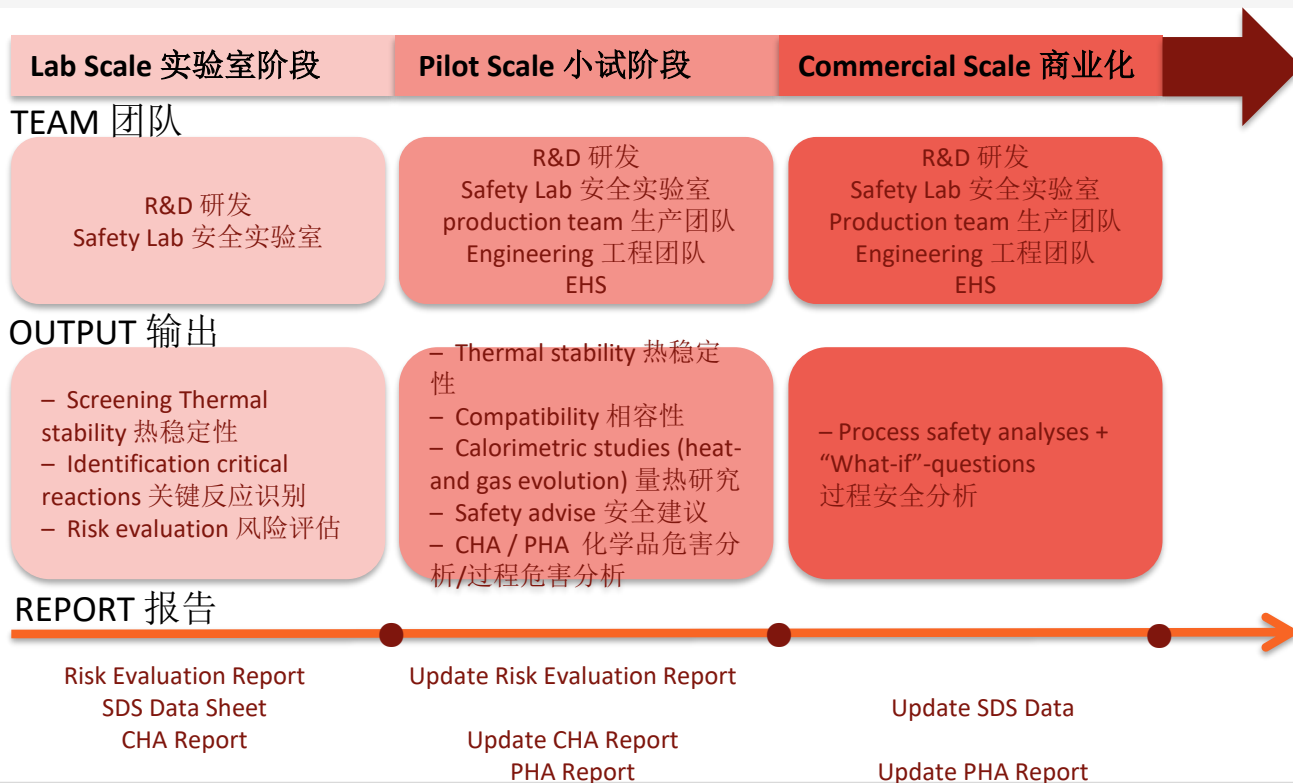 Lab Scale 实验室阶段
Pilot Scale 小试阶段
Commercial Scale 商业化
TEAM 团队
R&D 研发
Safety Lab 安全实验室
R&D 研发
Safety Lab 安全实验室
production team 生产团队
Engineering 工程团队
EHS
R&D 研发
Safety Lab 安全实验室
Production team 生产团队
Engineering 工程团队
EHS
OUTPUT 输出
– Screening Thermal
stability 热稳定性
– Identification critical
reactions 关键反应识别
– Risk evaluation 风险评估
– Thermal stability 热稳定
性
– Compatibility 相容性
– Calorimetric studies (heat-
and gas evolution) 量热研究
– Safety advise 安全建议
– CHA / PHA 化学品危害分
析/过程危害分析
– Process safety analyses +
“What-if”-questions
过程安全分析
REPORT 报告
Risk Evaluation Report
SDS Data Sheet
CHA Report
Update Risk Evaluation Report
Update CHA Report
PHA Report
Update SDS Data
Update PHA Report